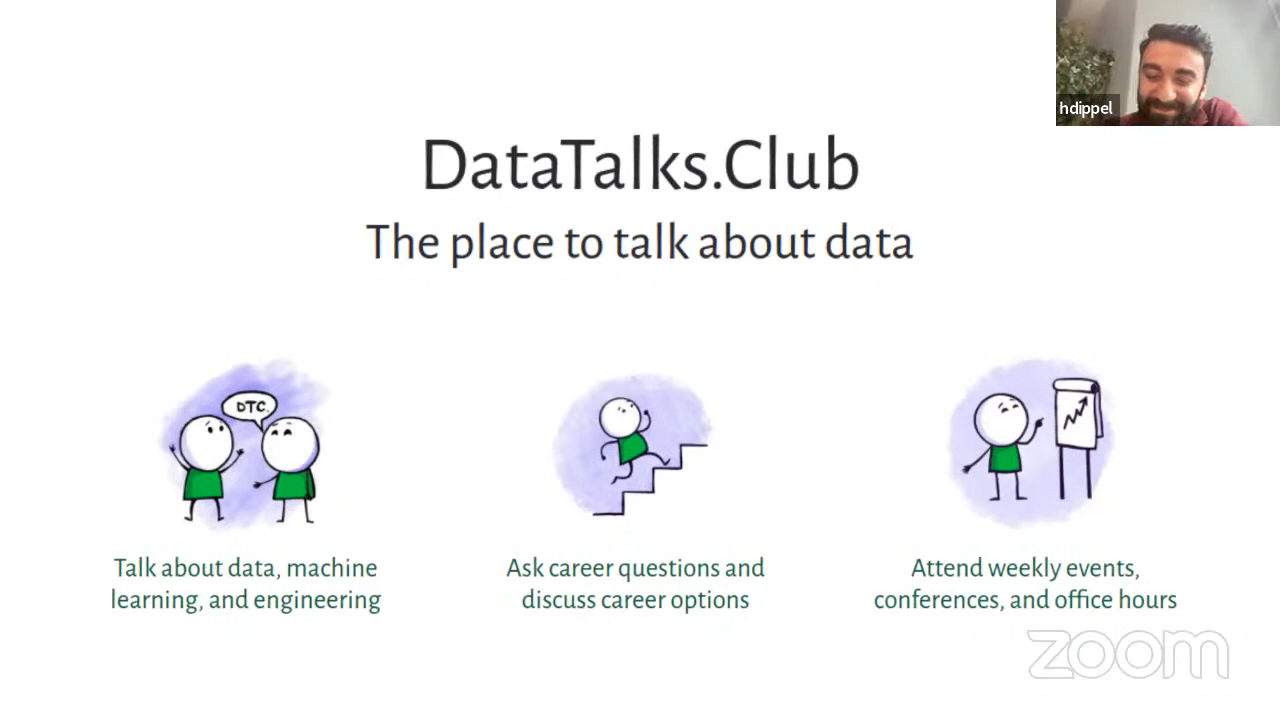 hdippel
DataTalks.Club
The place to talk about data
DTC.
Talk about data, machine
learning, and engineering
Ask career questions and
discuss career options
Attend weekly events,
conferences, and office hours
zoom